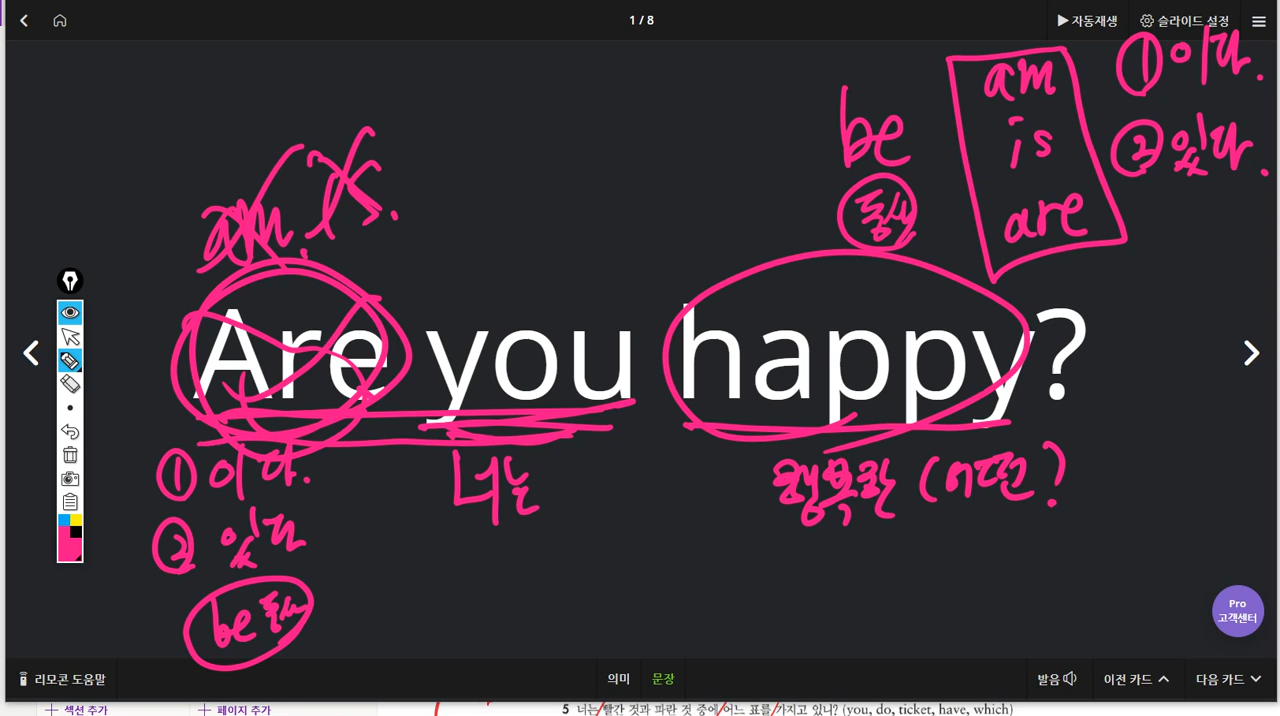 1 / 8
▶ 자동재생
슬라이드 설정
be
동사
am
is
are
① 이다.
② 있다.
am.
Are you happy?
① 이다.
② 있다
be 동사
너는
행복한 (어떤?
Pro
고객센터
리모콘 도움말
의미
문장
발음
이전 카드
다음 카드
+ 섹션 추가
+ 페이지 추가
5 너는 빨간 것과 파란 것 중에 어느 표를 가지고 있니? (you, do, ticket, have, which)